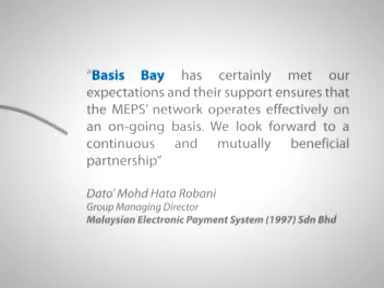 “Basis Bay has certainly met our
expectations and their support ensures that
the MEPS’ network operates effectively on
an on-going basis. We look forward to a
continuous and mutually beneficial
partnership”
Dato’ Mohd Hata Robani
Group Managing Director
Malaysian Electronic Payment System (1997) Sdn Bhd